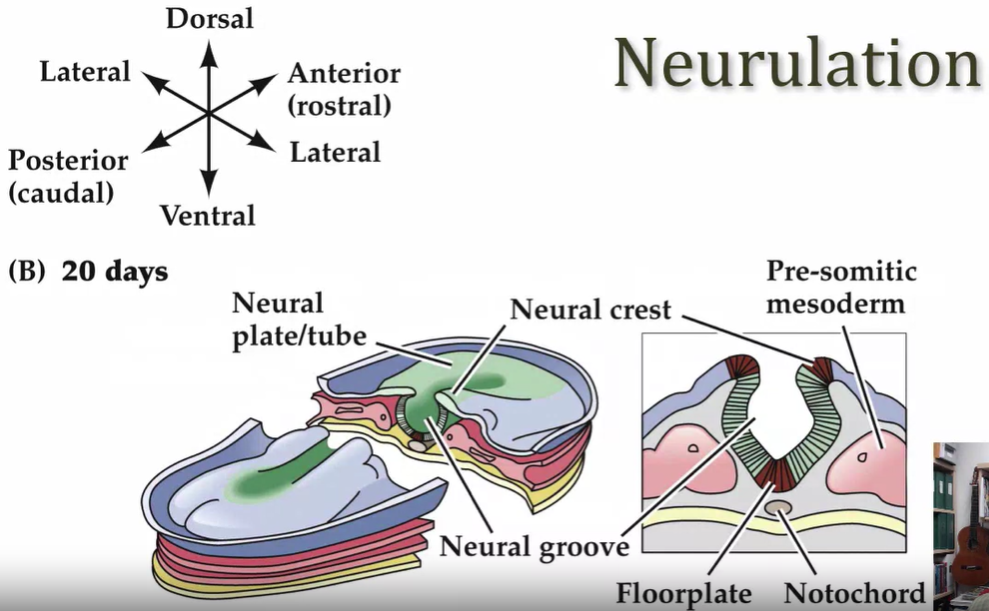 Dorsal
Neurulation
Lateral
Anterior
(rostral)
Lateral
Posterior
(caudal)
Ventral
(B) 20 days
Neural
plate/tube
Neural crest
Pre-somitic
mesoderm
Neural groove
Floorplate
Notochord